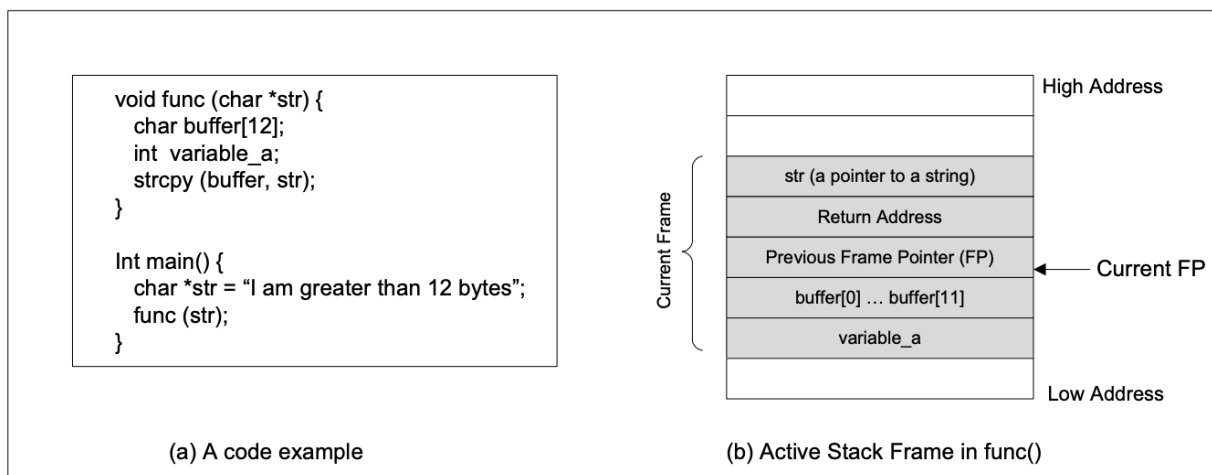 void func (char *str) {
char buffer[12];
int variable_a;
strcpy (buffer, str);
}
Int main() {
char *str = “I am greater than 12 bytes”;
func (str);
}
(a) A code example
High Address
Current Frame
str (a pointer to a string)
Return Address
Previous Frame Pointer (FP)
Current FP
buffer[0] … buffer[11]
variable_a
Low Address
(b) Active Stack Frame in func()